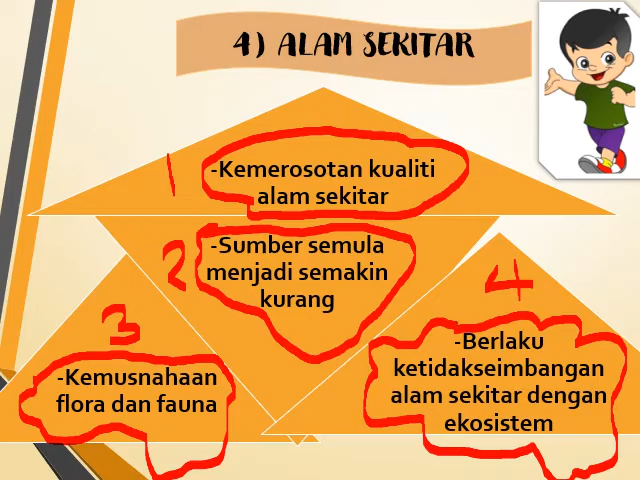 4) ALAM SEKITAR
1
-Kemerosotan kualiti
alam sekitar
2
-Sumber semula
menjadi semakin
kurang
3
-Kemusnahaan
flora dan fauna
4
-Berlaku
ketidakseimbangan
alam sekitar dengan
ekosistem